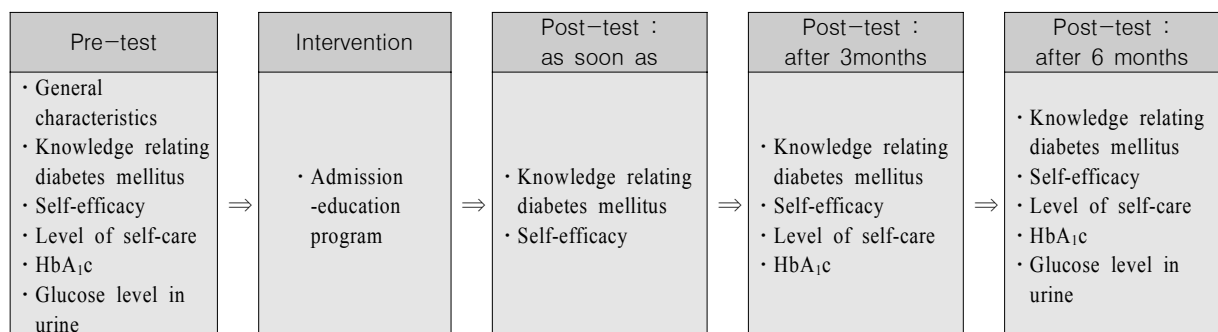 Pre-test
· General
characteristics
· Knowledge relating
diabetes mellitus
· Self-efficacy
· Level of self-care
· HbA₁c
· Glucose level in
urine
⇒
Intervention
· Admission
-education
program
⇒
Post-test :
as soon as
· Knowledge relating
diabetes mellitus
· Self-efficacy
⇒
Post-test :
after 3months
· Knowledge relating
diabetes mellitus
· Self-efficacy
· Level of self-care
· HbA₁c
⇒
Post-test :
after 6 months
· Knowledge relating
diabetes mellitus
· Self-efficacy
· Level of self-care
· HbA₁c
· Glucose level in
urine